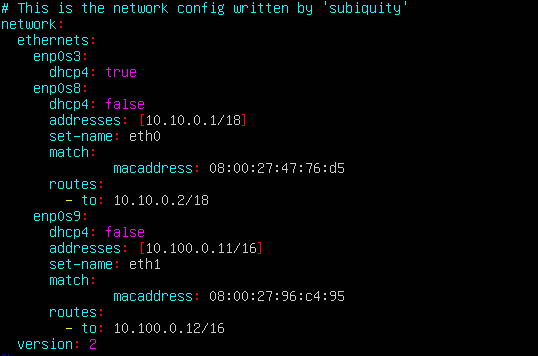 # This is the network config written by 'subiquity'
network:
  ethernets:
    enp0s3:
      dhcp4: true
    enp0s8:
      dhcp4: false
      addresses: [10.10.0.1/18]
      set-name: eth0
      match:
              macaddress: 08:00:27:47:76:d5
      routes:
        - to: 10.10.0.2/18
    enp0s9:
      dhcp4: false
      addresses: [10.100.0.11/16]
      set-name: eth1
      match:
              macaddress: 08:00:27:96:c4:95
      routes:
        - to: 10.100.0.12/16
  version: 2